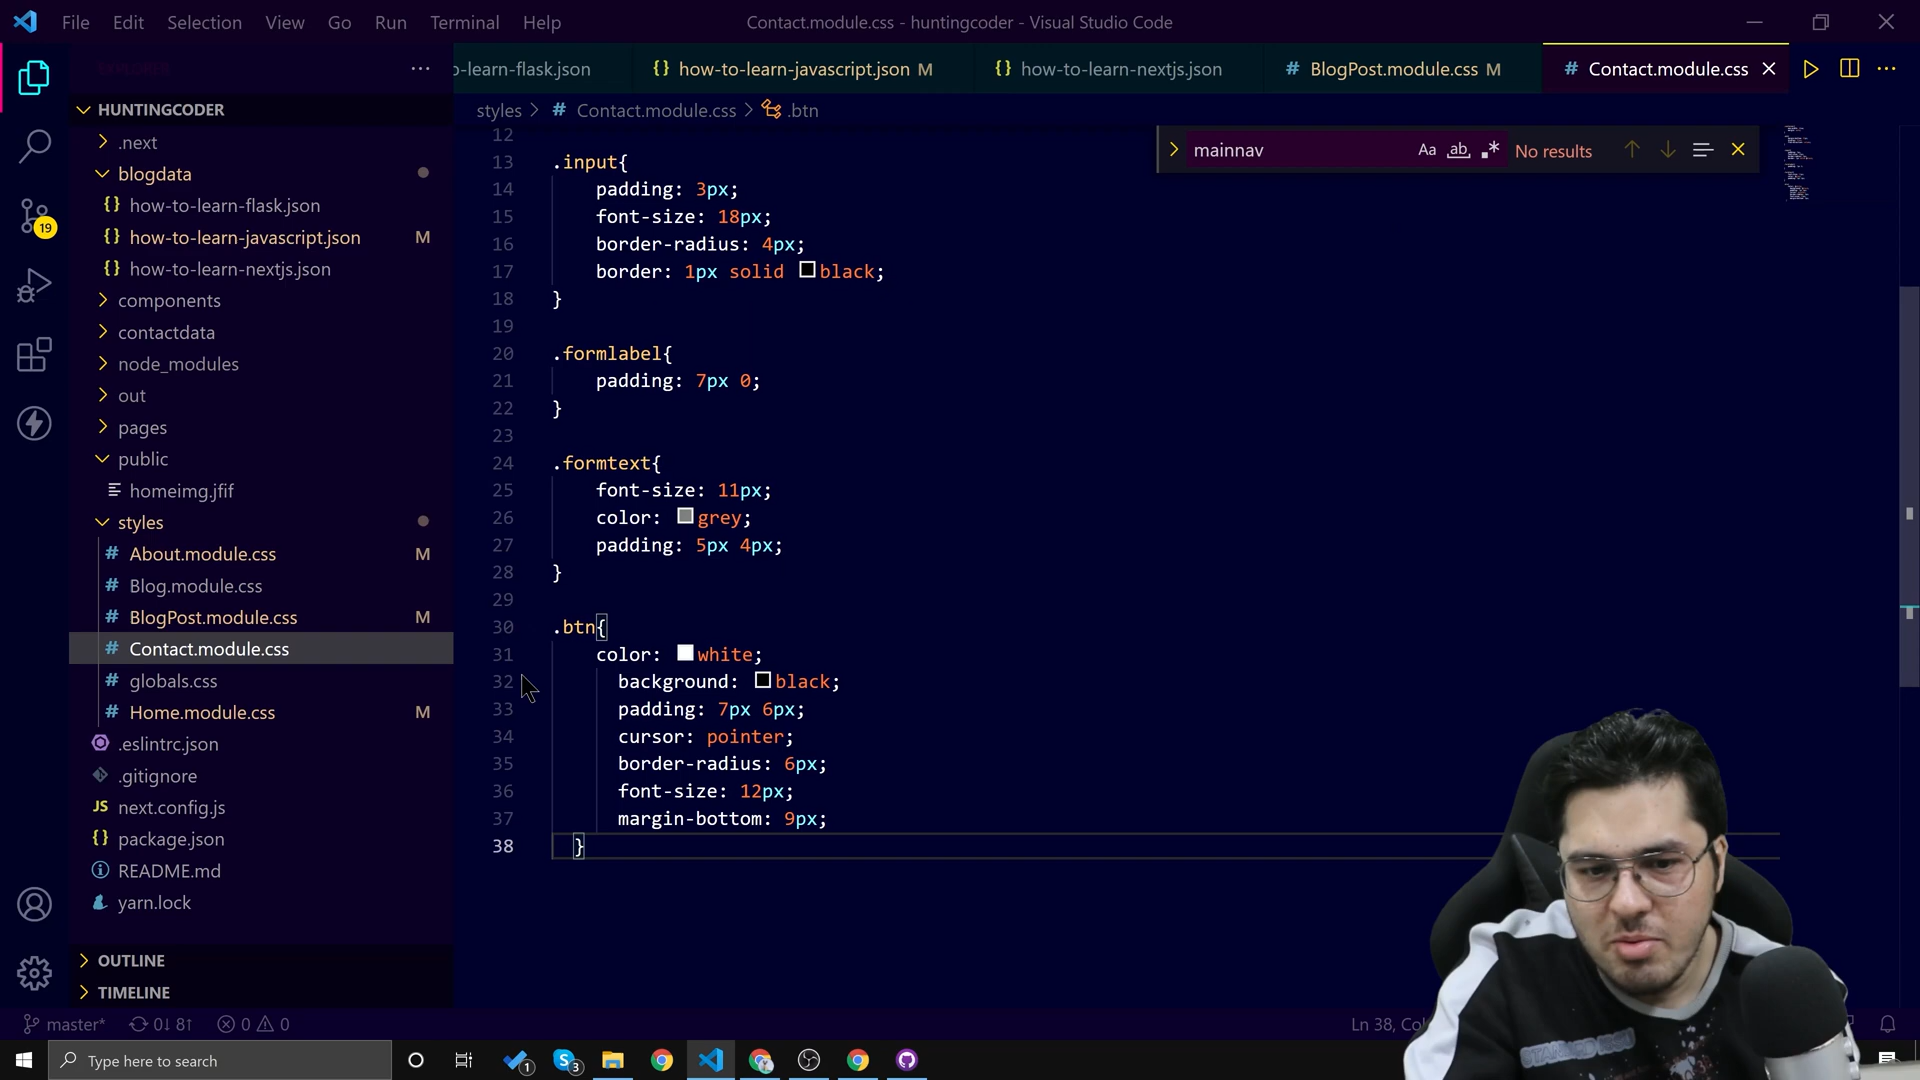 File Edit Selection View Go Run Terminal Help
Contact.module.css - huntingcoder - Visual Studio Code
o-learn-flask.json
{} how-to-learn-javascript.json M
{} how-to-learn-nextjs.json
# BlogPost.module.css M
# Contact.module.css
HUNTINGCODER
.next
blogdata
{} how-to-learn-flask.json
{} how-to-learn-javascript.json M
{} how-to-learn-nextjs.json
components
contactdata
node_modules
out
pages
public
homeimg.jfif
styles
# About.module.css M
# Blog.module.css
# BlogPost.module.css M
# Contact.module.css
# globals.css
# Home.module.css M
.eslintrc.json
.gitignore
JS next.config.js
{} package.json
README.md
yarn.lock
OUTLINE
TIMELINE
19
styles > # Contact.module.css > .btn
mainnav Aa ab .* No results
12
13 .input{
14 padding: 3px;
15 font-size: 18px;
16 border-radius: 4px;
17 border: 1px solid black;
18 }
19
20 .formlabel{
21 padding: 7px 0;
22 }
23
24 .formtext{
25 font-size: 11px;
26 color: grey;
27 padding: 5px 4px;
28 }
29
30 .btn{
31 color: white;
32 background: black;
33 padding: 7px 6px;
34 cursor: pointer;
35 border-radius: 6px;
36 font-size: 12px;
37 margin-bottom: 9px;
38 }
master* 0↓ 8↑ 0 0
Ln 38, Co
Type here to search
1
3